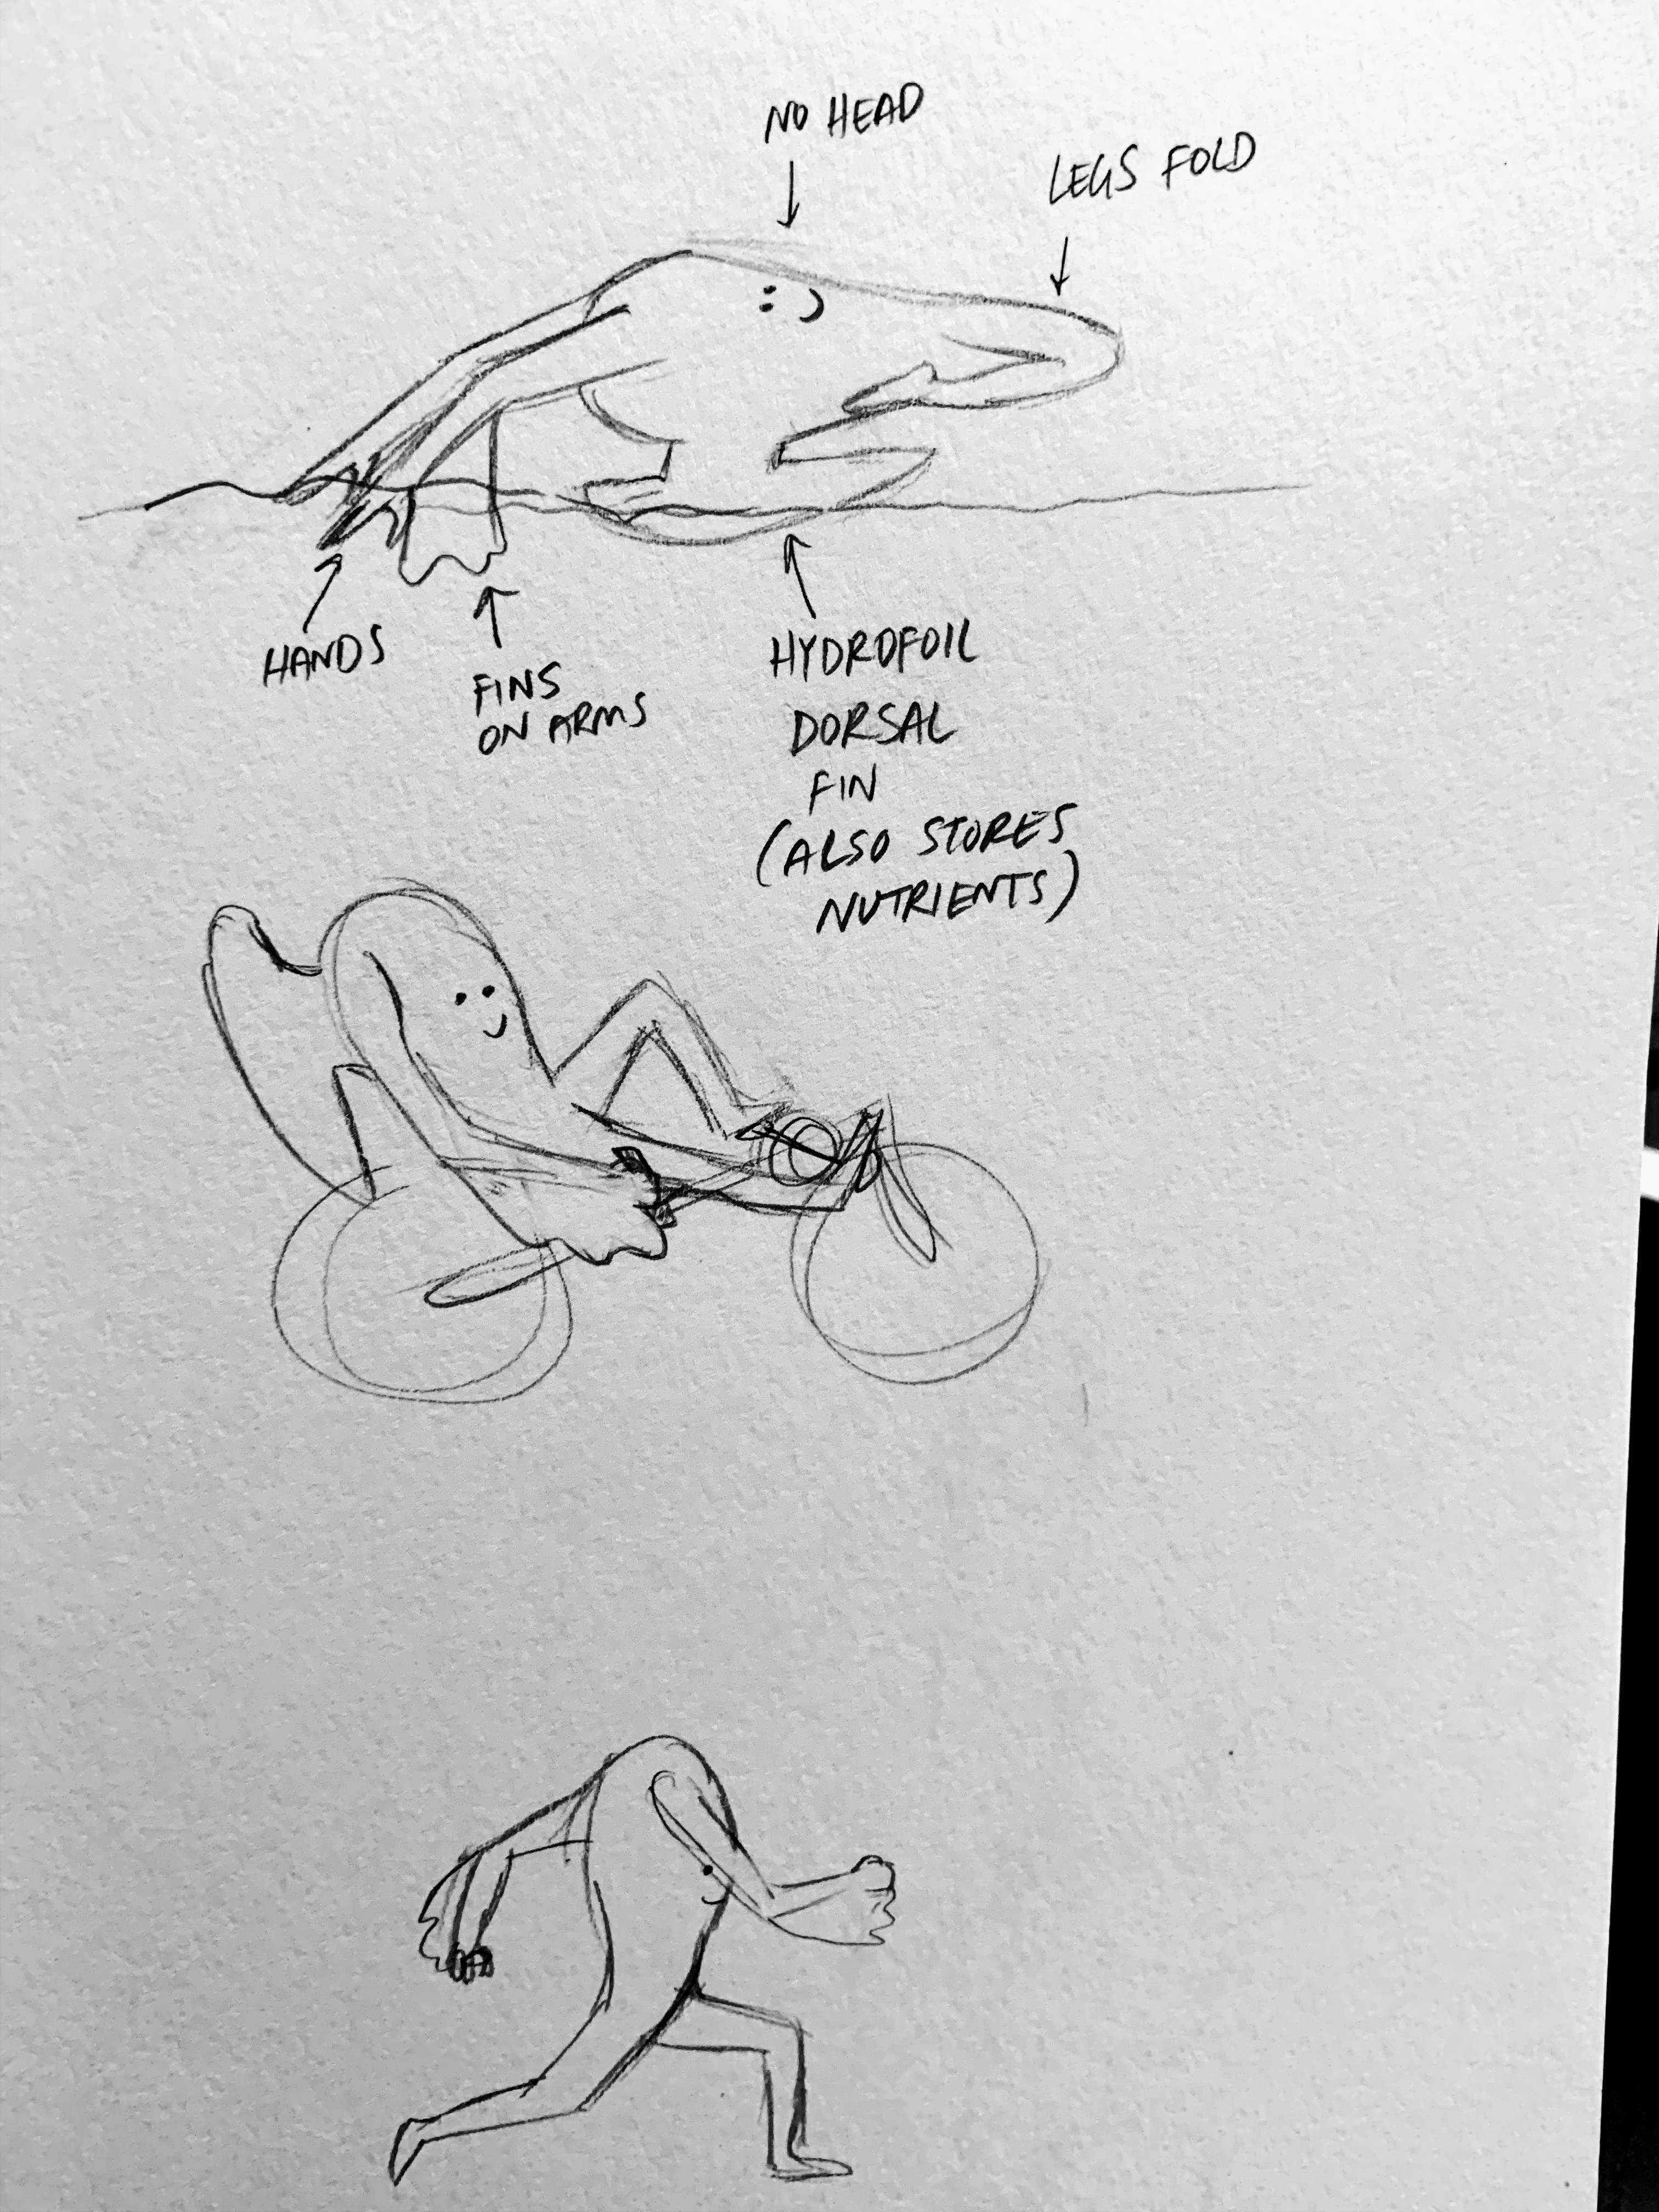 NO HEAD
LEGS FOLD
HANDS
FINS
ON ARMS
HYDROFOIL
DORSAL
FIN
(ALSO STORES
NUTRIENTS)